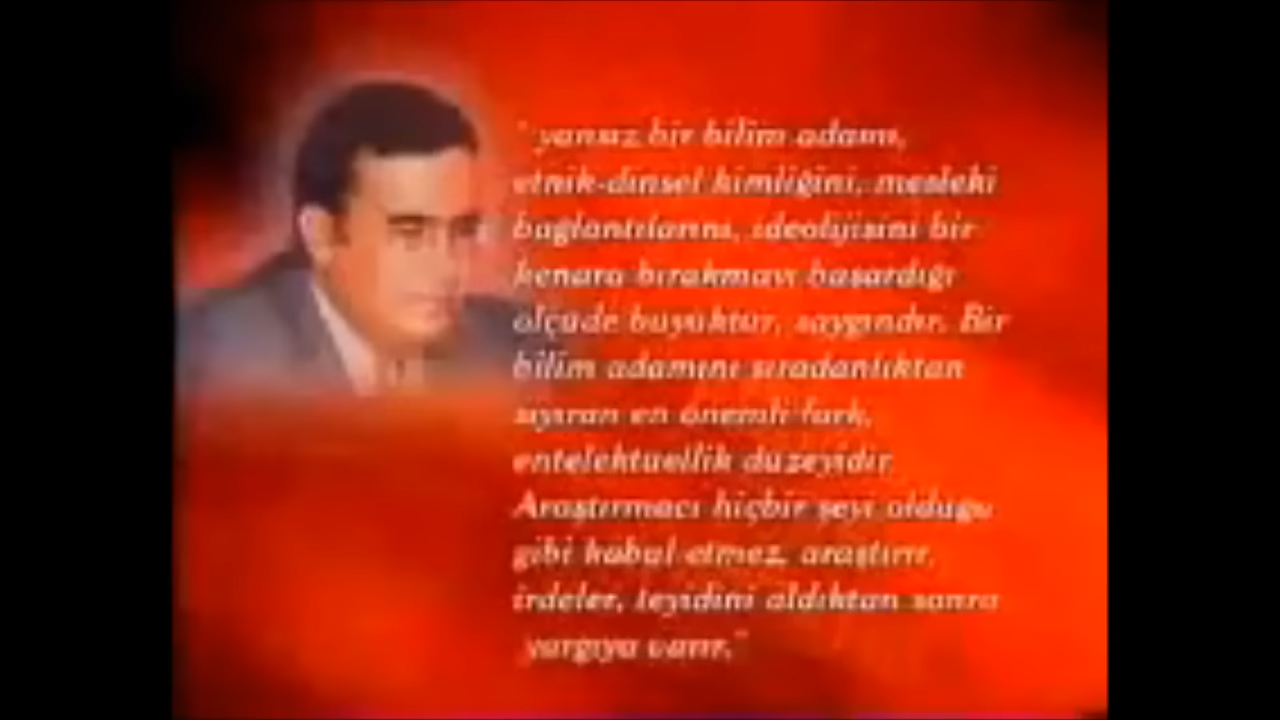 " yansız bir bilim adamı,
etnik-dinsel kimliğini, mesleki
bağlantılarını, ideolijisini bir
kenara bırakmayı başardığı
ölçüde büyüktür, saygındır. Bir
bilim adamını sıradanlıktan
sıyıran en önemli fark,
entelektüellik düzeyidir
Araştırmacı hiçbir şeyi olduğu
gibi kabul etmez, araştırır,
irdeler, teyidini aldıktan sonra
yargıya varır."